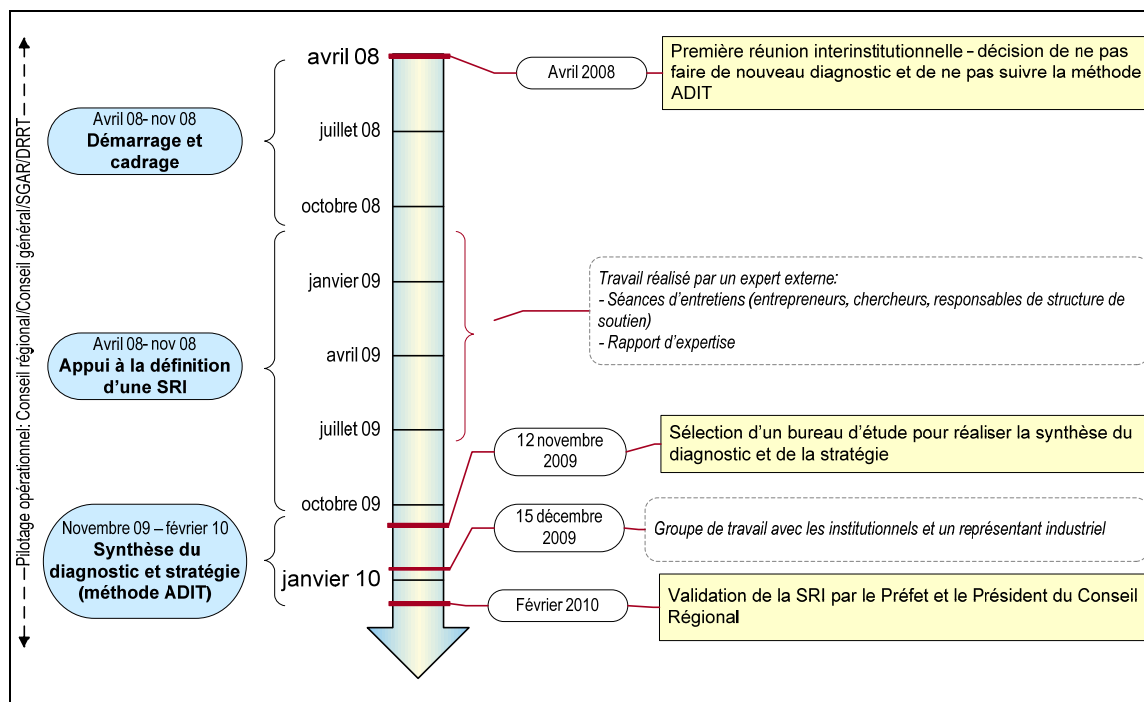 Pilotage opérationnel: Conseil régional/Conseil général/SGAR/DRRT
Avril 08- nov 08
Démarrage et
cadrage
Avril 08- nov 08
Appui à la définition
d'une SRI
Novembre 09 – février 10
Synthèse du
diagnostic et stratégie
(méthode ADIT)
avril 08
juillet 08
octobre 08
janvier 09
avril 09
juillet 09
octobre 09
janvier 10
Avril 2008
Première réunion interinstitutionnelle – décision de ne pas
faire de nouveau diagnostic et de ne pas suivre la méthode
ADIT
Travail réalisé par un expert externe:
- Séances d'entretiens (entrepreneurs, chercheurs, responsables de structure de
soutien)
- Rapport d'expertise
12 novembre
2009
Sélection d'un bureau d'étude pour réaliser la synthèse du
diagnostic et de la stratégie
15 décembre
2009
Groupe de travail avec les institutionnels et un représentant industriel
Février 2010
Validation de la SRI par le Préfet et le Président du Conseil
Régional